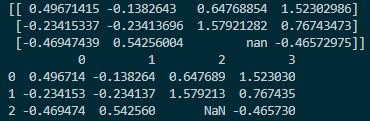 [[ 0.49671415 -0.1382643   0.64768854  1.52302986]
 [-0.23415337 -0.23413696  1.57921282  0.76743473]
 [-0.46947439  0.54256004         nan -0.46572975]]
          0         1         2         3
0  0.496714 -0.138264  0.647689  1.523030
1 -0.234153 -0.234137  1.579213  0.767435
2 -0.469474  0.542560       NaN -0.465730